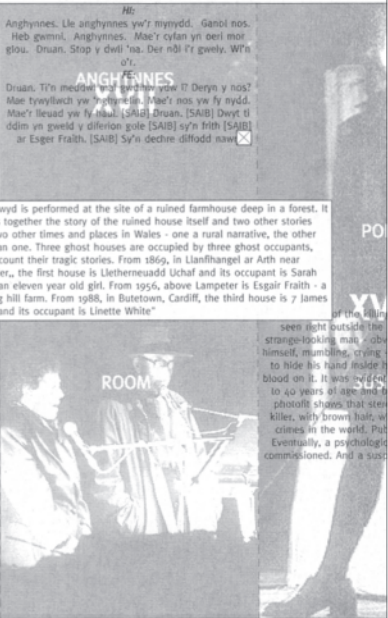 HI:
Anghynnes. Lle anghynnes yw'r mynydd. Ganol nos.
Heb gwmni. Anghynnes. Mae'r cyfan yn oeri mor
glou. Druan. Stop y dwli 'na. Der nôl i'r gwely. Wi'n
o'r.
FE:
Druan. Ti'n meddwl mai gwdihw ydw i? Deryn y nos?
Mae tywyllwch yw 'nghynefin. Mae'r nos yw fy nydd.
Mae'r lleuad yw fy haul. [SAIB] Druan. [SAIB] Dwyt ti
ddim yn gweld y diferion gole [SAIB] sy'n frith [SAIB]
ar Esger Fraith. [SAIB] Sy'n dechre diffodd nawr
ANGHYNNES
XVII
wyd is performed at the site of a ruined farmhouse deep in a forest. It
together the story of the ruined house itself and two other stories
wo other times and places in Wales - one a rural narrative, the other
an one. Three ghost houses are occupied by three ghost occupants,
count their tragic stories. From 1869, in Llanfihangel ar Arth near
er,, the first house is Lletherneuadd Uchaf and its occupant is Sarah
an eleven year old girl. From 1956, above Lampeter is Esgair Fraith - a
g hill farm. From 1988, in Butetown, Cardiff, the third house is 7 James
and its occupant is Linette White"
PO
XV
SUS
of the killing
seen right outside the
strange-looking man - obv
himself, mumbling, crying
to hide his hand inside h
blood on it. It was evident
to 40 years of age and b
photofit shows that
killer, with brown hair, w
crimes in the world. Pub
Eventually, a psychologic
commissioned. And a susp
ROOM